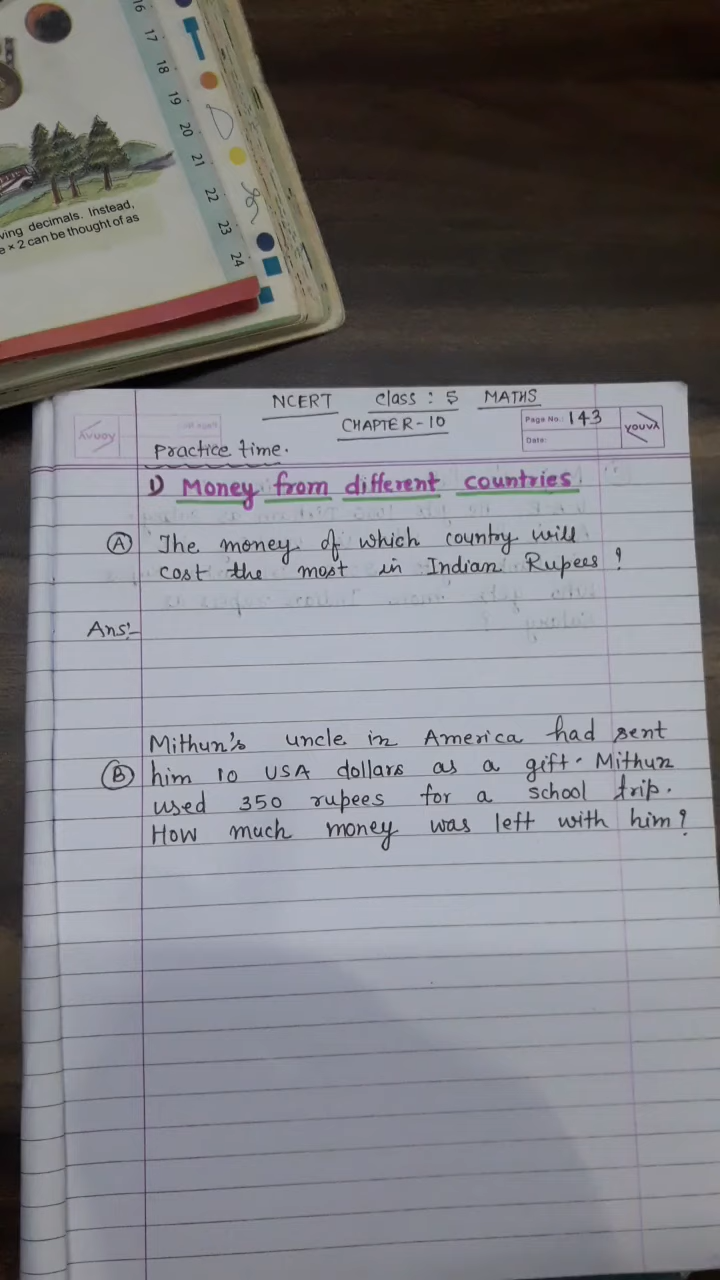 16
17
18
19
20
21
22
23
24
ving decimals. Instead,
e × 2 can be thought of as
NCERT class : 5 MATHS
CHAPTER - 10
Page No.: 143
Date:
YOUVA
Practice time.
1) Money from different countries
(A) The money of which country will
cost the most in Indian Rupees ?
Ans:-
Mithun's uncle in America had sent
(B) him 10 USA dollars as a gift. Mithun
used 350 rupees for a school trip.
How much money was left with him?